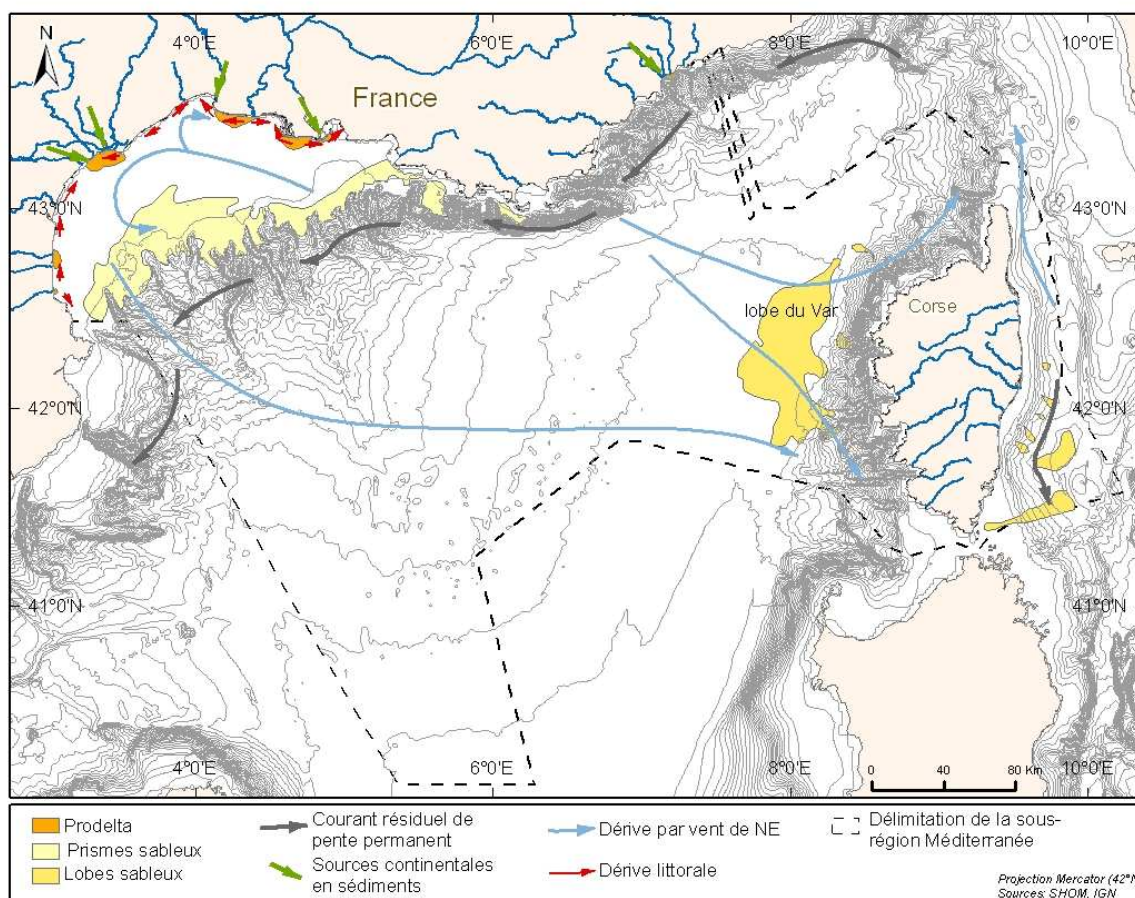 N
4°0'E
6°0'E
8°0'E
10°0'E
France
43°0'N
43°0'N
lobe du Var
Corse
42°0'N
42°0'N
41°0'N
41°0'N
4°0'E
6°0'E
8°0'E
10°0'E
0 40 80 Km
Prodelta
Prismes sableux
Lobes sableux
Courant résiduel de
pente permanent
Sources continentales
en sédiments
Dérive par vent de NE
Dérive littorale
Délimitation de la sous-
région Méditerranée
Projection Mercator (42°N
Sources: SHOM, IGN